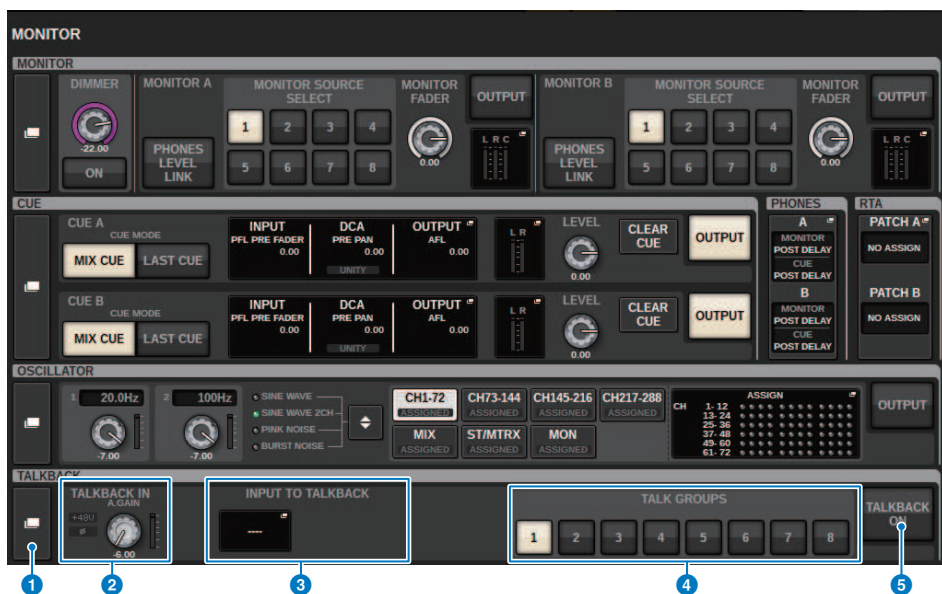 MONITOR
MONITOR
DIMMER
-22.00
ON
MONITOR A
PHONES LEVEL LINK
MONITOR SOURCE SELECT
1 2 3 4
5 6 7 8
MONITOR FADER
0.00
OUTPUT
L R C
MONITOR B
PHONES LEVEL LINK
MONITOR SOURCE SELECT
1 2 3 4
5 6 7 8
MONITOR FADER
0.00
OUTPUT
L R C
CUE
CUE A
CUE MODE
MIX CUE LAST CUE
INPUT
PFL PRE FADER
0.00
DCA
PRE PAN
0.00
UNITY
OUTPUT
AFL
0.00
L R
LEVEL
0.00
CLEAR CUE
OUTPUT
CUE B
CUE MODE
MIX CUE LAST CUE
INPUT
PFL PRE FADER
0.00
DCA
PRE PAN
0.00
UNITY
OUTPUT
AFL
0.00
L R
LEVEL
0.00
CLEAR CUE
OUTPUT
PHONES
A
MONITOR
POST DELAY
CUE
POST DELAY
B
MONITOR
POST DELAY
CUE
POST DELAY
RTA
PATCH A
NO ASSIGN
PATCH B
NO ASSIGN
OSCILLATOR
1 20.0Hz
-7.00
2 100Hz
-7.00
SINE WAVE
SINE WAVE 2CH
PINK NOISE
BURST NOISE
CH1-72
ASSIGNED
CH73-144
ASSIGNED
CH145-216
ASSIGNED
CH217-288
ASSIGNED
MIX
ASSIGNED
ST/MTRX
ASSIGNED
MON
ASSIGNED
ASSIGN
CH 1- 12
13- 24
25- 36
37- 48
49- 60
61- 72
OUTPUT
TALKBACK
TALKBACK IN
A.GAIN
+48V
Ø
-6.00
INPUT TO TALKBACK
----
TALK GROUPS
1 2 3 4 5 6 7 8
TALKBACK ON
1 2 3 4 5